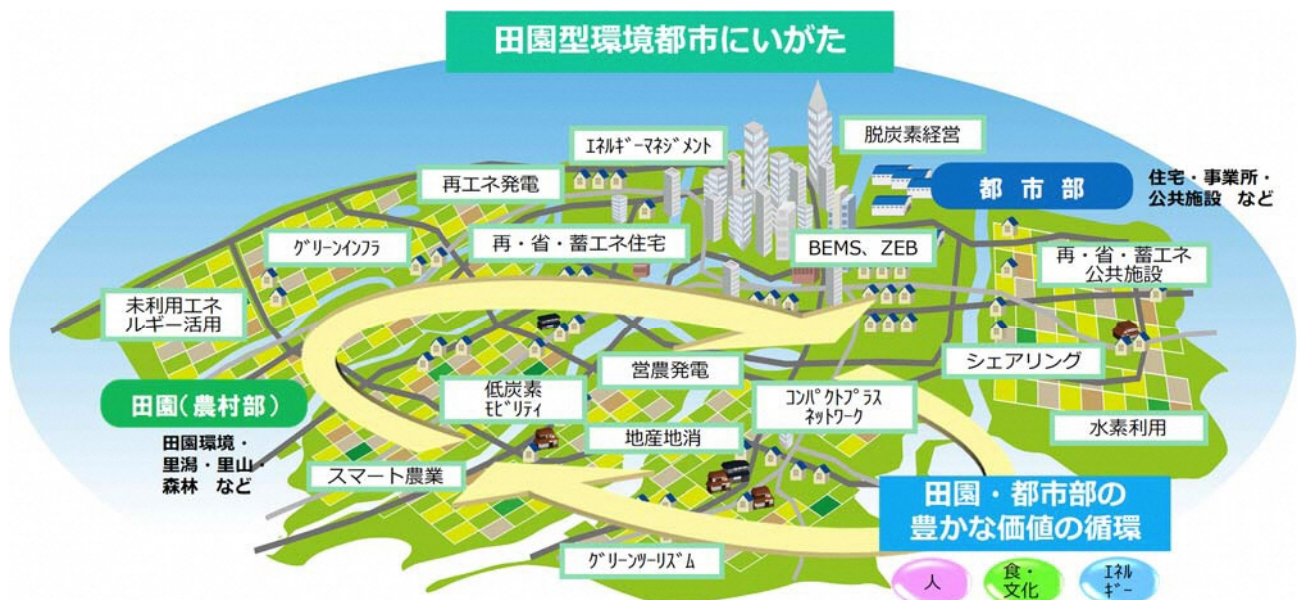 田園型環境都市にいがた
ｴﾈﾙｷﾞｰﾏﾈｼﾞﾒﾝﾄ
脱炭素経営
再エネ発電
都市部
住宅・事業所・
公共施設 など
ｸﾞﾘｰﾝｲﾝﾌﾗ
再・省・蓄エネ住宅
BEMS、ZEB
再・省・蓄エネ
公共施設
未利用エネ
ルギー活用
営農発電
シェアリング
田園（農村部）
低炭素
ﾓﾋﾞﾘﾃｨ
ｺﾝﾊﾟｸﾄﾌﾟﾗｽ
ﾈｯﾄﾜｰｸ
田園環境・
里潟・里山・
森林 など
地産地消
水素利用
スマート農業
田園・都市部の
豊かな価値の循環
ｸﾞﾘｰﾝﾂｰﾘｽﾞﾑ
人
食・
文化
ｴﾈﾙ
ｷﾞｰ